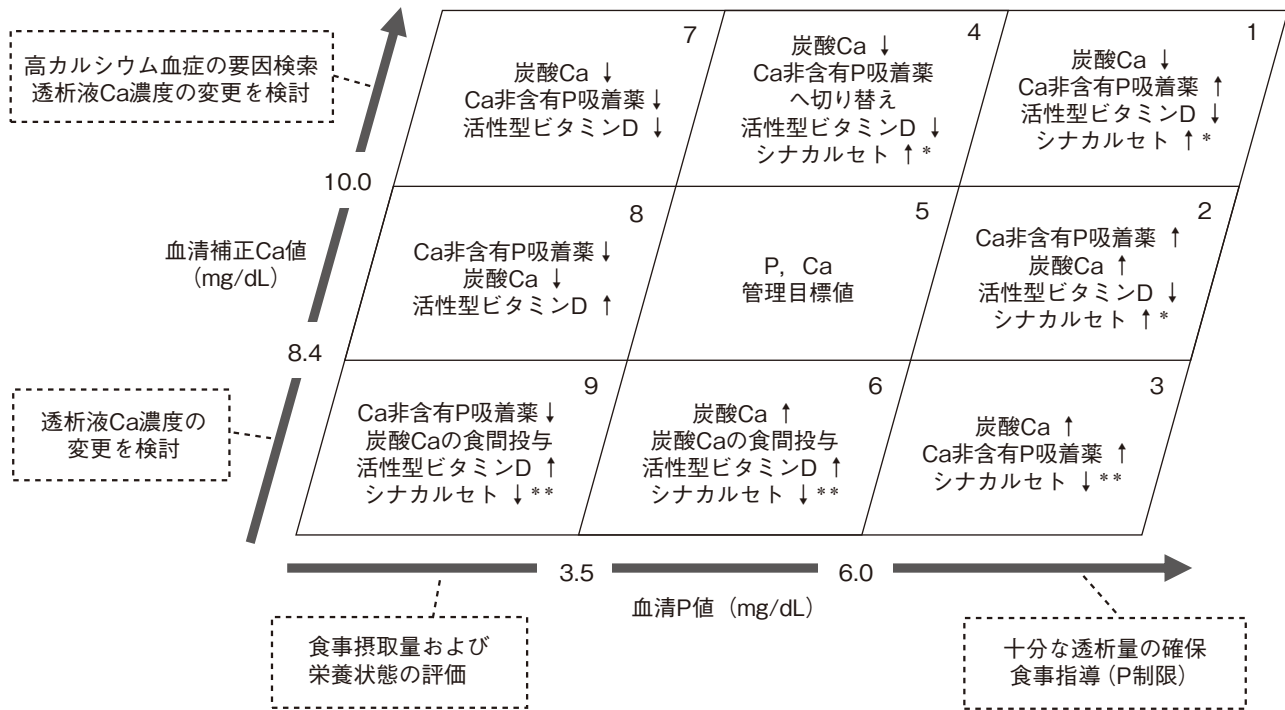 高カルシウム血症の要因検索
透析液Ca濃度の変更を検討
7
炭酸Ca ↓
Ca非含有P吸着薬↓
活性型ビタミンD ↓
4
炭酸Ca ↓
Ca非含有P吸着薬
へ切り替え
活性型ビタミンD ↓
シナカルセト ↑*
1
炭酸Ca ↓
Ca非含有P吸着薬 ↑
活性型ビタミンD ↓
シナカルセト ↑*
10.0
血清補正Ca値
(mg/dL)
8
Ca非含有P吸着薬↓
炭酸Ca ↓
活性型ビタミンD ↑
5
P, Ca
管理目標値
2
Ca非含有P吸着薬 ↑
炭酸Ca ↑
活性型ビタミンD ↓
シナカルセト ↑*
8.4
透析液Ca濃度の
変更を検討
9
Ca非含有P吸着薬↓
炭酸Caの食間投与
活性型ビタミンD ↑
シナカルセト ↓**
6
炭酸Ca ↑
炭酸Caの食間投与
活性型ビタミンD ↑
シナカルセト ↓**
3
炭酸Ca ↑
Ca非含有P吸着薬 ↑
シナカルセト ↓**
3.5
6.0
血清P値 (mg/dL)
食事摂取量および
栄養状態の評価
十分な透析量の確保
食事指導(P制限)